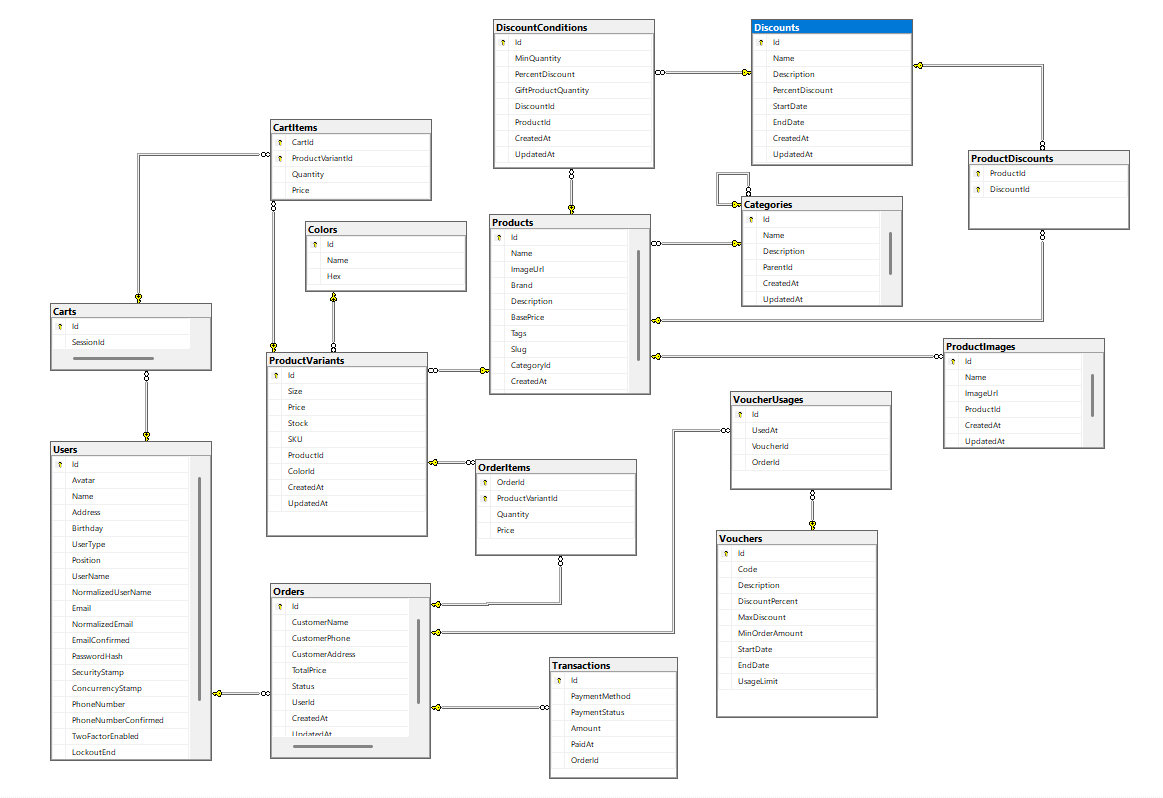 DiscountConditions
Id
MinQuantity
PercentDiscount
GiftProductQuantity
DiscountId
ProductId
CreatedAt
UpdatedAt
Discounts
Id
Name
Description
PercentDiscount
StartDate
EndDate
CreatedAt
UpdatedAt
CartItems
CartId
ProductVariantId
Quantity
Price
ProductDiscounts
ProductId
DiscountId
Colors
Id
Name
Hex
Products
Id
Name
ImageUrl
Brand
Description
BasePrice
Tags
Slug
CategoryId
CreatedAt
Categories
Id
Name
Description
ParentId
CreatedAt
UpdatedAt
Carts
Id
SessionId
ProductVariants
Id
Size
Price
Stock
SKU
ProductId
ColorId
CreatedAt
UpdatedAt
ProductImages
Id
Name
ImageUrl
ProductId
CreatedAt
UpdatedAt
VoucherUsages
Id
UsedAt
VoucherId
OrderId
Users
Id
Avatar
Name
Address
Birthday
UserType
Position
UserName
NormalizedUserName
Email
NormalizedEmail
EmailConfirmed
PasswordHash
SecurityStamp
ConcurrencyStamp
PhoneNumber
PhoneNumberConfirmed
TwoFactorEnabled
LockoutEnd
OrderItems
OrderId
ProductVariantId
Quantity
Price
Vouchers
Id
Code
Description
DiscountPercent
MaxDiscount
MinOrderAmount
StartDate
EndDate
UsageLimit
Orders
Id
CustomerName
CustomerPhone
CustomerAddress
TotalPrice
Status
UserId
CreatedAt
UpdatedAt
Transactions
Id
PaymentMethod
PaymentStatus
Amount
PaidAt
OrderId